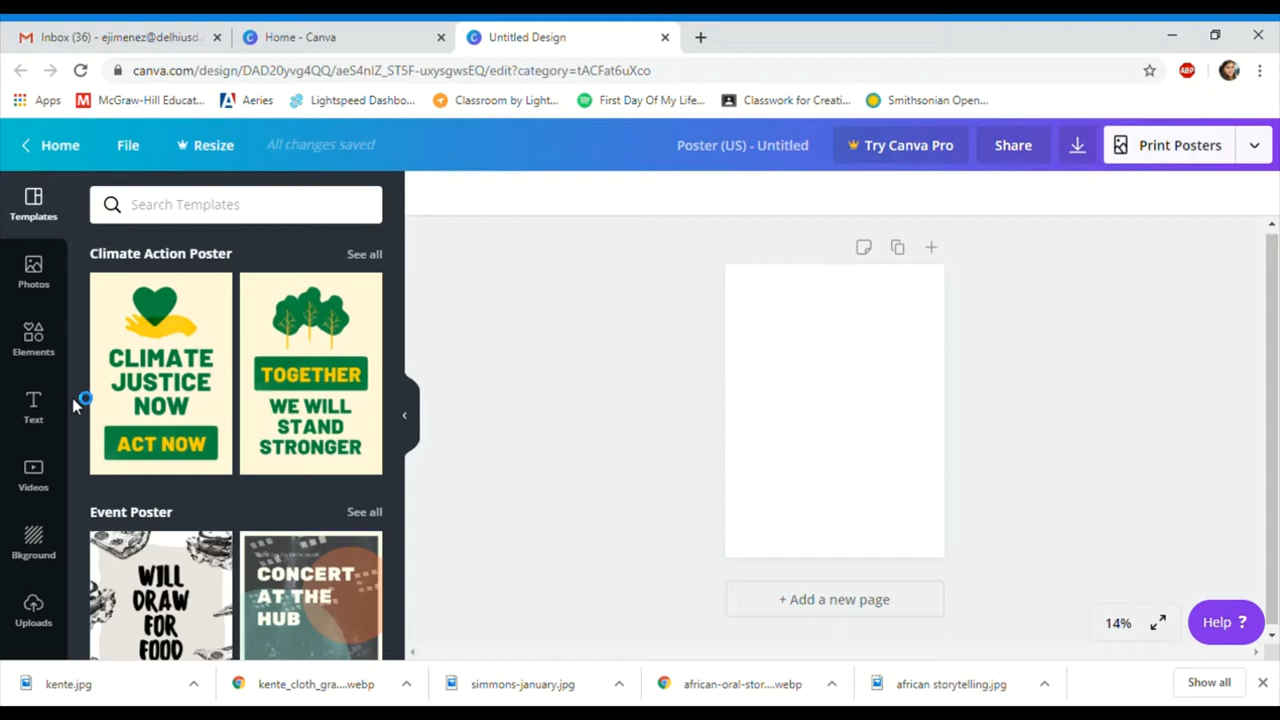 Inbox (36) - ejimenez@delhiusd.
Home - Canva
Untitled Design
canva.com/design/DAD20yvg4QQ/aeS4nIZ_ST5F-uxysgwsEQ/edit?category=tACFat6uXco
ABP
Apps
McGraw-Hill Educat...
Aeries
Lightspeed Dashbo...
Classroom by Light...
First Day Of My Life...
Classwork for Creati...
Smithsonian Open...
Home
File
Resize
All changes saved
Poster (US) - Untitled
Try Canva Pro
Share
Print Posters
Templates
Photos
Elements
Text
Videos
Bkground
Uploads
Search Templates
Climate Action Poster
See all
CLIMATE
JUSTICE
NOW
ACT NOW
TOGETHER
WE WILL
STAND
STRONGER
Event Poster
See all
WILL
DRAW
FOR
FOOD
CONCERT
AT THE
HUB
+ Add a new page
14%
Help ?
kente.jpg
kente_cloth_gra....webp
simmons-january.jpg
african-oral-stor....webp
african storytelling.jpg
Show all